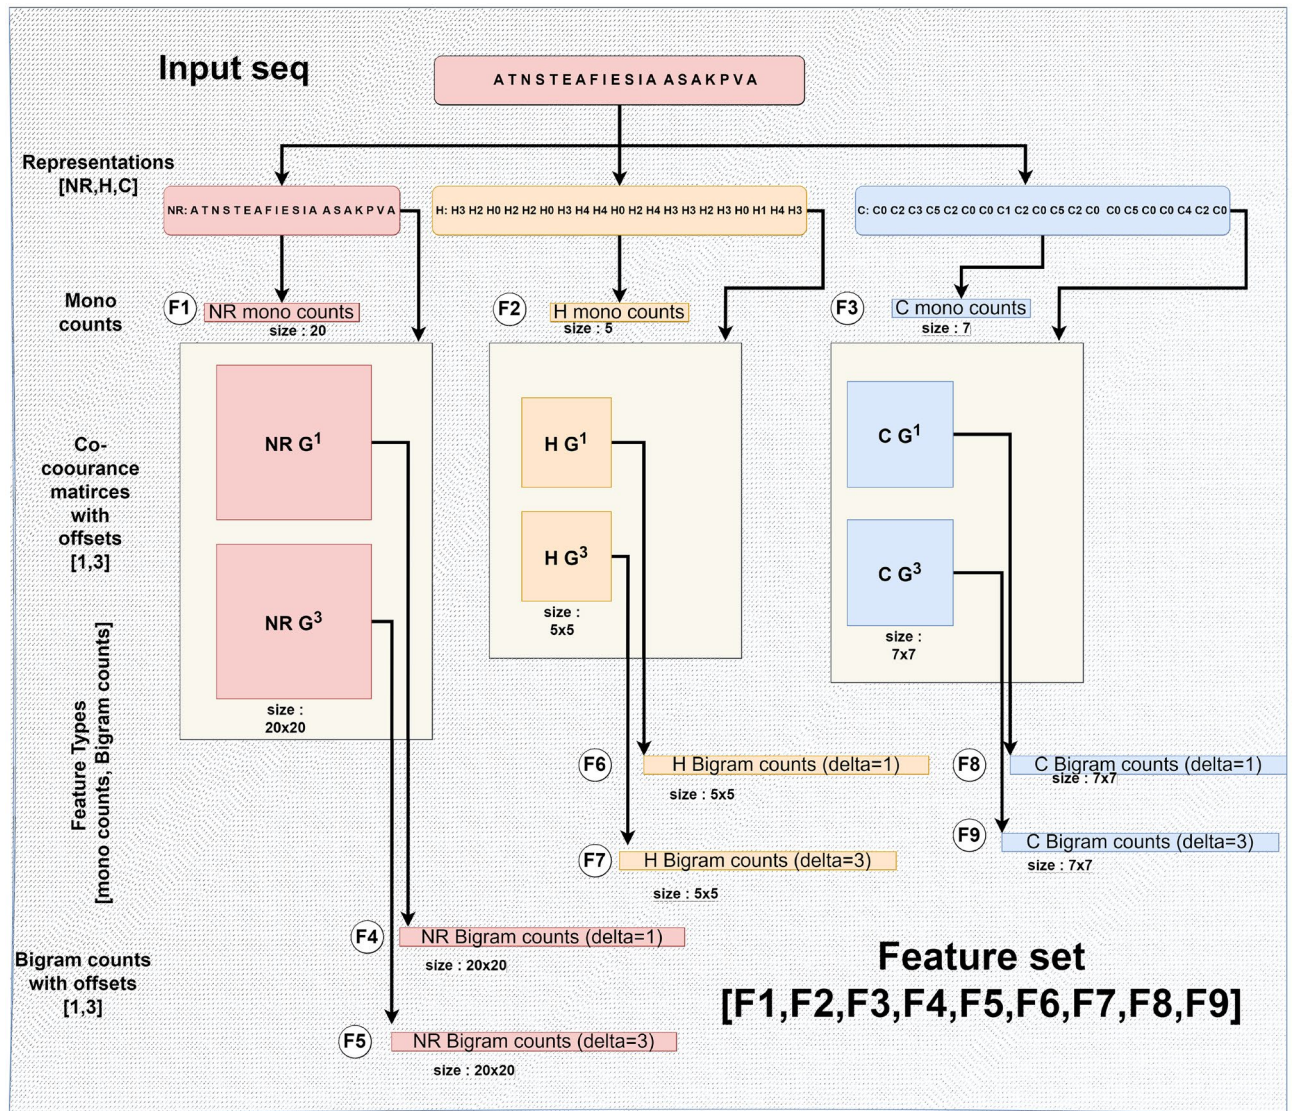 Input seq
A T N S T E A F I E S I A A S A K P V A
Representations
[NR,H,C]
NR: A T N S T E A F I E S I A A S A K P V A
H: H3 H2 H0 H2 H2 H0 H3 H4 H4 H0 H2 H4 H3 H3 H2 H3 H0 H1 H4 H3
C: C0 C2 C3 C5 C2 C0 C0 C1 C2 C0 C5 C2 C0 C0 C5 C0 C0 C4 C2 C0
Mono
counts
F1
NR mono counts
size : 20
F2
H mono counts
size : 5
F3
C mono counts
size : 7
Co-
coourance
matirces
with
offsets
[1,3]
NR G1
NR G3
size :
20x20
H G1
H G3
size :
5x5
C G1
C G3
size :
7x7
Feature Types
[mono counts, Bigram counts]
F6
H Bigram counts (delta=1)
size : 5x5
F8
C Bigram counts (delta=1)
size : 7x7
F7
H Bigram counts (delta=3)
size : 5x5
F9
C Bigram counts (delta=3)
size : 7x7
Bigram counts
with offsets
[1,3]
F4
NR Bigram counts (delta=1)
size : 20x20
F5
NR Bigram counts (delta=3)
size : 20x20
Feature set
[F1,F2,F3,F4,F5,F6,F7,F8,F9]